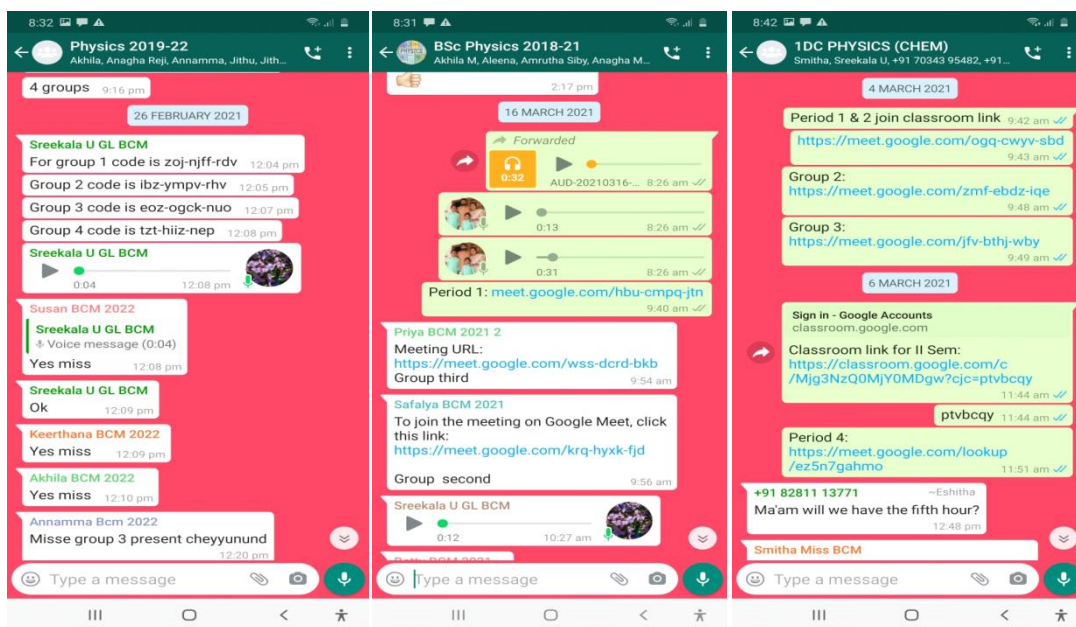 8:32
Physics 2019-22
Akhila, Anagha Reji, Annamma, Jithu, Jith...
4 groups 9:16 pm
26 FEBRUARY 2021
Sreekala U GL BCM
For group 1 code is zoj-njff-rdv 12:04 pm
Group 2 code is ibz-ympv-rhv 12:05 pm
Group 3 code is eoz-ogck-nuo 12:07 pm
Group 4 code is tzt-hiiz-nep 12:08 pm
Sreekala U GL BCM
0:04 12:08 pm
Susan BCM 2022
Sreekala U GL BCM
Voice message (0:04)
Yes miss 12:08 pm
Sreekala U GL BCM
Ok 12:09 pm
Keerthana BCM 2022
Yes miss 12:09 pm
Akhila BCM 2022
Yes miss 12:10 pm
Annamma Bcm 2022
Misse group 3 present cheyyunund
12:20 pm
Type a message
8:31
BSc Physics 2018-21
Akhila M, Aleena, Amrutha Siby, Anagha M...
2:17 pm
16 MARCH 2021
Forwarded
0:32 AUD-20210316-... 8:26 am
0:13 8:26 am
0:31 8:26 am
Period 1: meet.google.com/hbu-cmpq-jtn
9:40 am
Priya BCM 2021 2
Meeting URL:
https://meet.google.com/wss-dcrd-bkb
Group third 9:54 am
Safalya BCM 2021
To join the meeting on Google Meet, click
this link:
https://meet.google.com/krq-hyxk-fjd
Group second 9:56 am
Sreekala U GL BCM
0:12 10:27 am
Type a message
8:42
1DC PHYSICS (CHEM)
Smitha, Sreekala U, +91 70343 95482, +91...
4 MARCH 2021
Period 1 & 2 join classroom link 9:42 am
https://meet.google.com/ogq-cwyv-sbd
9:43 am
Group 2:
https://meet.google.com/zmf-ebdz-iqe
9:48 am
Group 3:
https://meet.google.com/jfv-bthj-wby
9:49 am
6 MARCH 2021
Sign in - Google Accounts
classroom.google.com
Classroom link for II Sem:
https://classroom.google.com/c
/Mjg3NzQ0MjY0MDgw?cjc=ptvbcqy
11:44 am
ptvbcqy 11:44 am
Period 4:
https://meet.google.com/lookup
/ez5n7gahmo 11:51 am
+91 82811 13771 ~Eshitha
Ma'am will we have the fifth hour?
12:48 pm
Smitha Miss BCM
Type a message